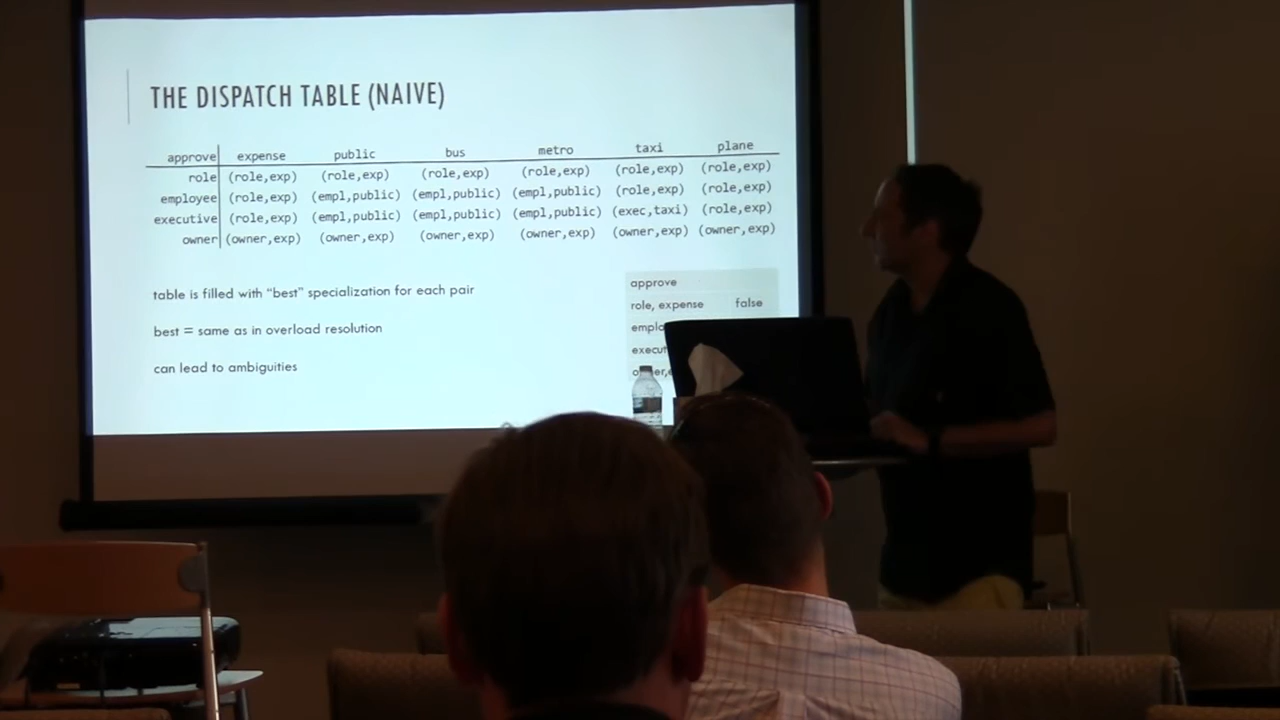 THE DISPATCH TABLE (NAIVE)
approve expense public bus metro taxi plane
role (role,exp) (role,exp) (role,exp) (role,exp) (role,exp) (role,exp)
employee (role,exp) (empl,public) (empl,public) (empl,public) (role,exp) (role,exp)
executive (role,exp) (empl,public) (empl,public) (empl,public) (exec,taxi) (role,exp)
owner (owner,exp) (owner,exp) (owner,exp) (owner,exp) (owner,exp) (owner,exp)
table is filled with “best” specialization for each pair
best = same as in overload resolution
can lead to ambiguities
approve
role, expense false